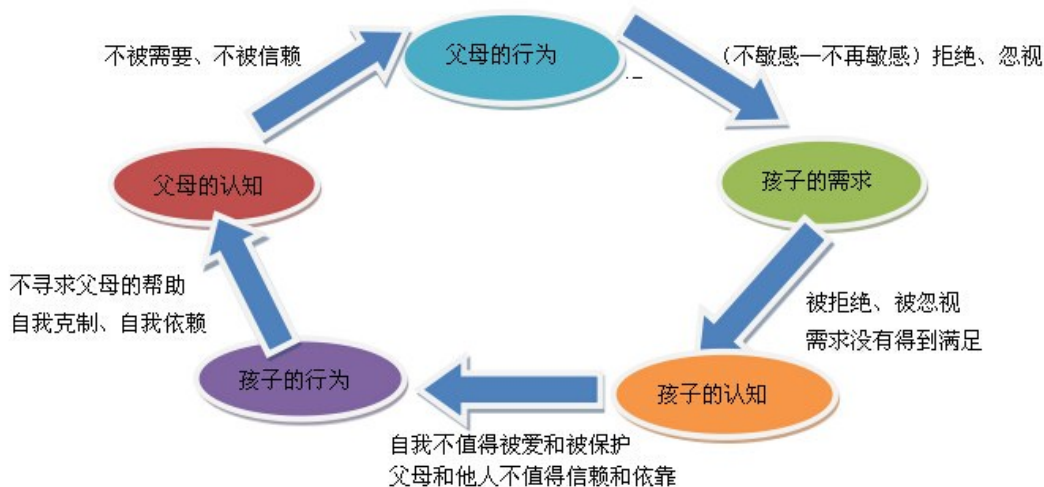 父母的行为
不被需要、不被信赖
（不敏感—不再敏感）拒绝、忽视
父母的认知
孩子的需求
不寻求父母的帮助
自我克制、自我依赖
被拒绝、被忽视
需求没有得到满足
孩子的行为
孩子的认知
自我不值得被爱和被保护
父母和他人不值得信赖和依靠